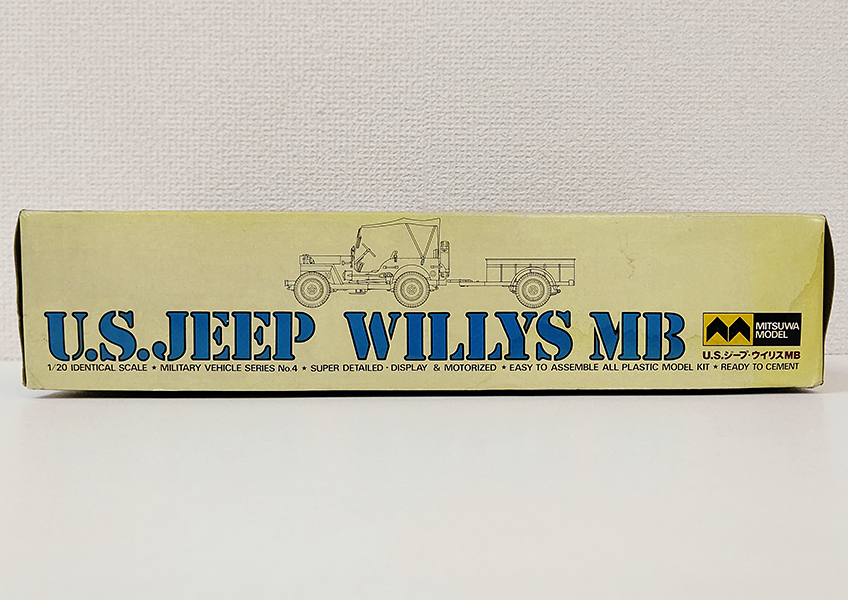 U.S.JEEP WILLYS MB
MITSUWA
MODEL
U.S.ジープ・ウイリスMB
1/20 IDENTICAL SCALE ★ MILITARY VEHICLE SERIES No.4 ★ SUPER DETAILED · DISPLAY & MOTORIZED ★ EASY TO ASSEMBLE ALL PLASTIC MODEL KIT ★ READY TO CEMENT